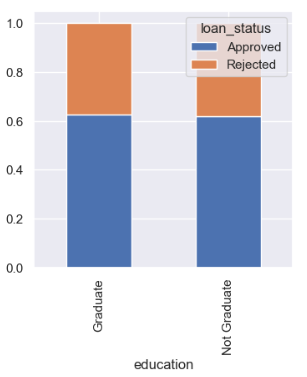 loan_status
Approved
Rejected
1.0
0.8
0.6
0.4
0.2
0.0
Graduate
Not Graduate
education